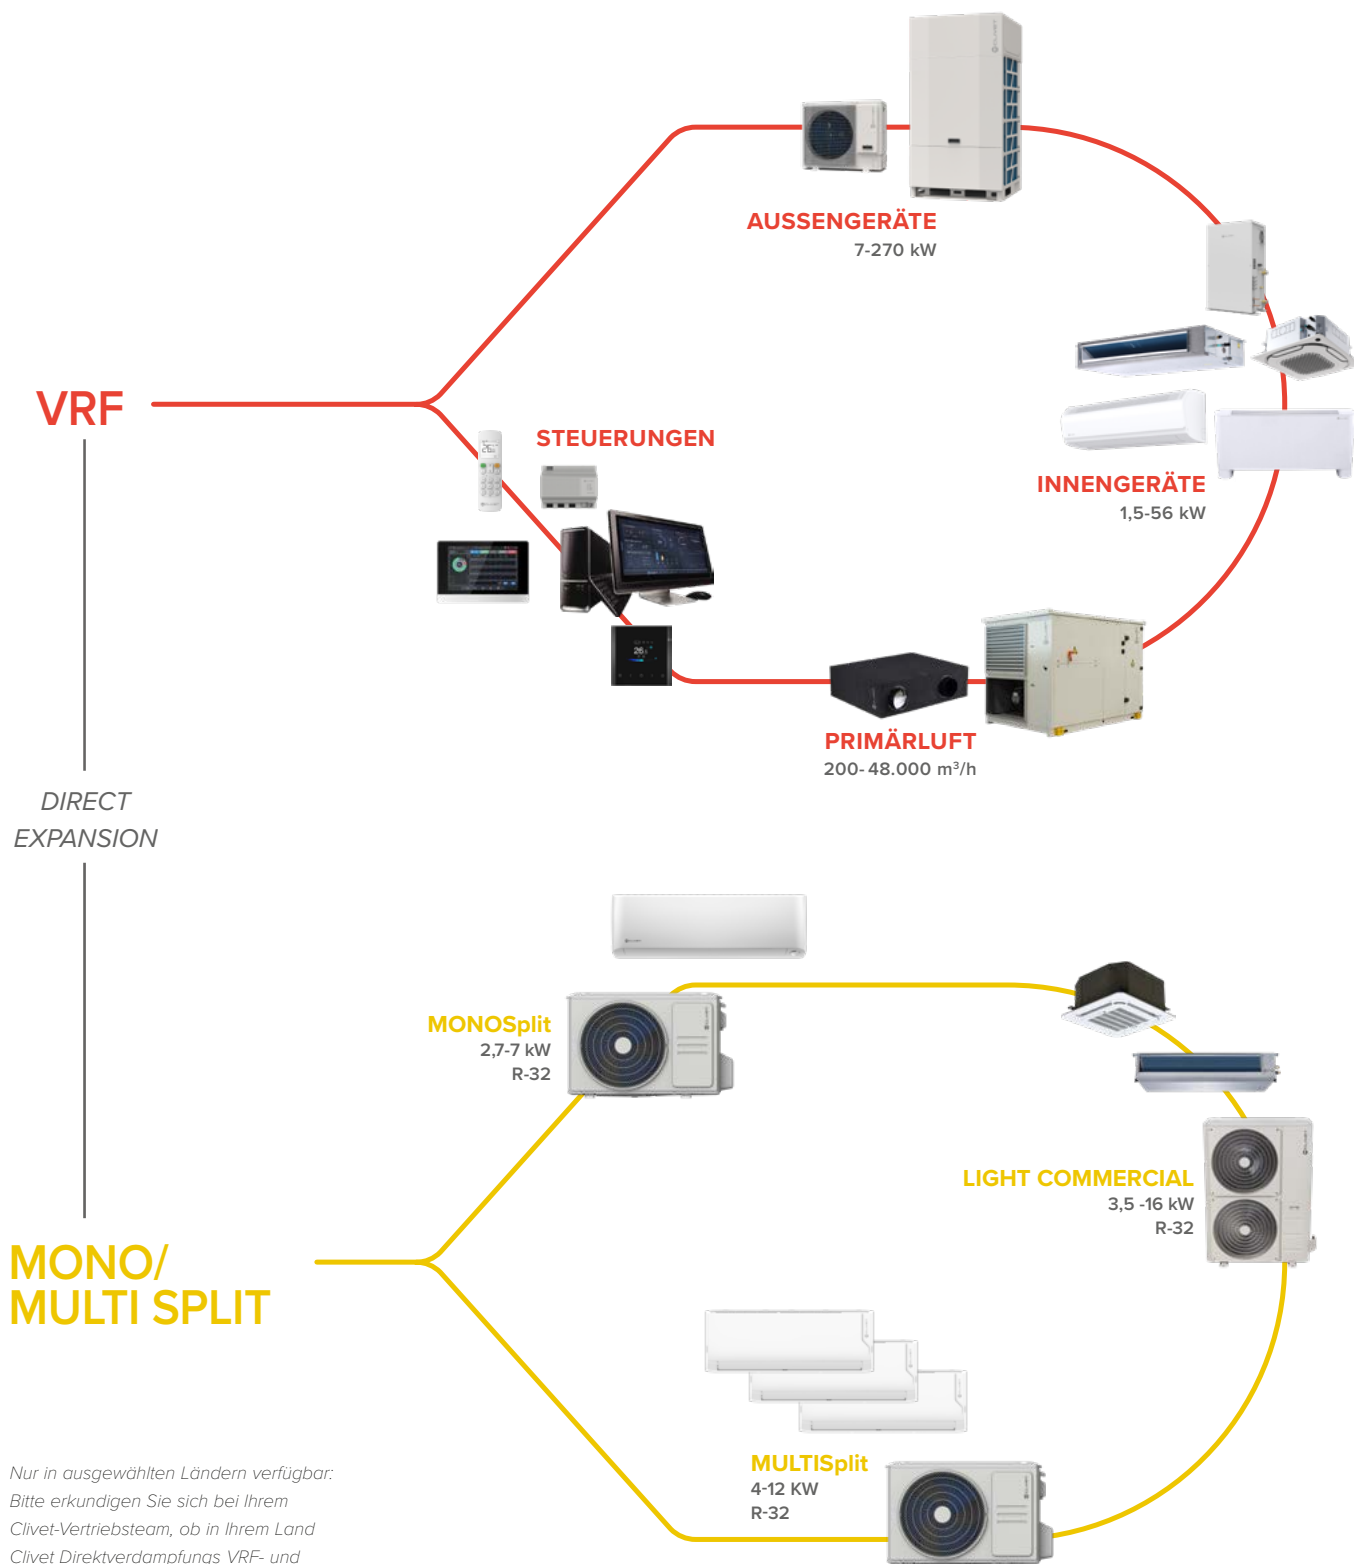 AUSSENGERÄTE
7-270 kW
VRF
STEUERUNGEN
INNENGERÄTE
1,5-56 kW
PRIMÄRLUFT
200-48.000 m³/h
DIRECT
EXPANSION
MONOSplit
2,7-7 kW
R-32
LIGHT COMMERCIAL
3,5 -16 kW
R-32
MONO/
MULTI SPLIT
MULTISplit
4-12 KW
R-32
Nur in ausgewählten Ländern verfügbar:
Bitte erkundigen Sie sich bei Ihrem
Clivet-Vertriebsteam, ob in Ihrem Land
Clivet Direktverdampfungs VRF- und